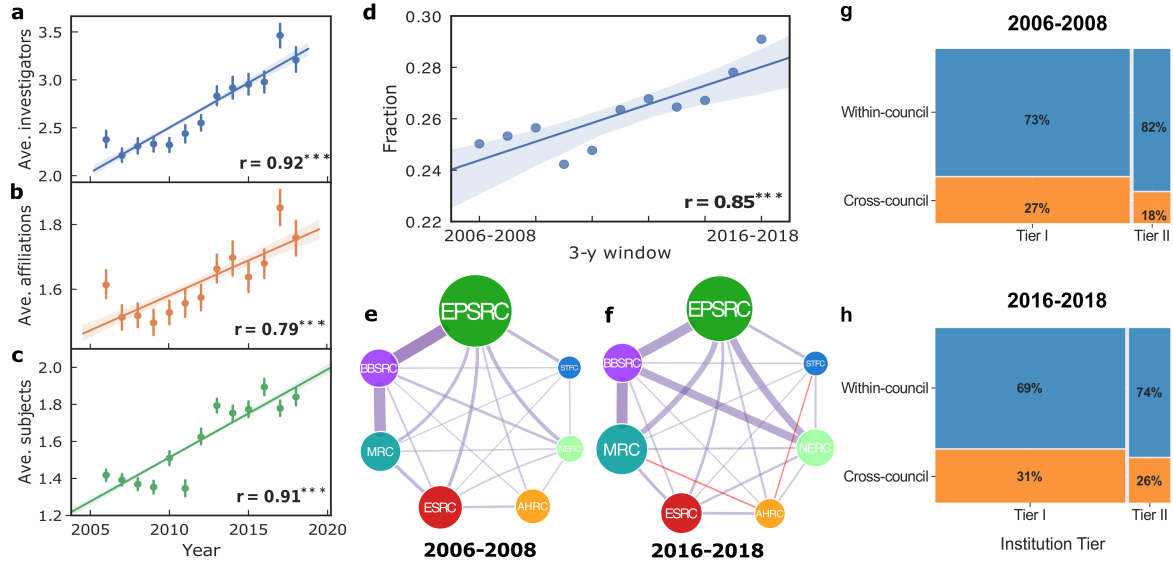 a
3.5
3.0
2.5
2.0
Ave. investigators
r = 0.92***
b
1.8
1.6
Ave. affiliations
r = 0.79***
c
2.0
1.8
1.6
1.4
1.2
Ave. subjects
r = 0.91***
2005 2010 2015 2020
Year
d
0.30
0.28
0.26
0.24
0.22
Fraction
r = 0.85***
2006-2008 2016-2018
3-y window
e
EPSRC
BBSRC
STFC
MRC
NERC
ESRC
AHRC
2006-2008
f
EPSRC
BBSRC
STFC
MRC
NERC
ESRC
AHRC
2016-2018
g
2006-2008
Within-council
73%
82%
Cross-council
27%
18%
Tier I Tier II
h
2016-2018
Within-council
69%
74%
Cross-council
31%
26%
Tier I Tier II
Institution Tier